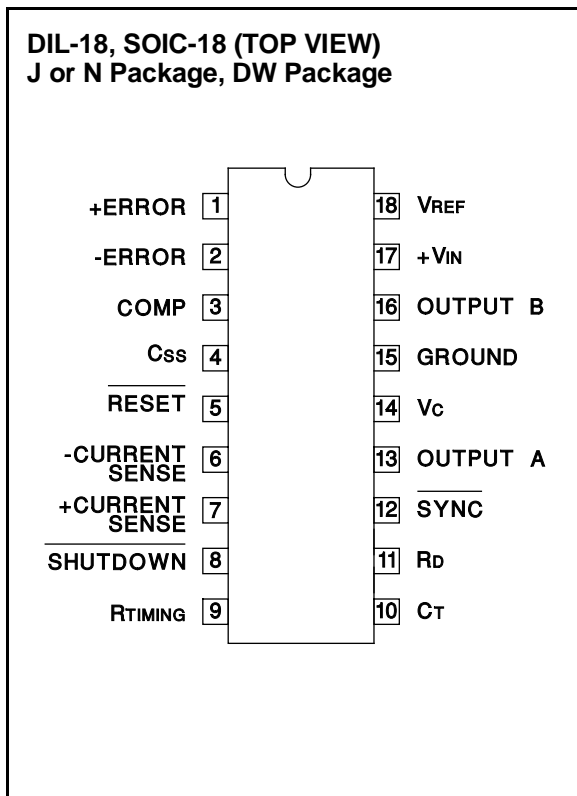 DIL-18, SOIC-18 (TOP VIEW)
J or N Package, DW Package
+ERROR 1
18 VREF
-ERROR 2
17 +VIN
COMP 3
16 OUTPUT B
CSS 4
15 GROUND
RESET 5
14 VC
-CURRENT
SENSE 6
13 OUTPUT A
+CURRENT
SENSE 7
12 SYNC
SHUTDOWN 8
11 RD
RTIMING 9
10 CT